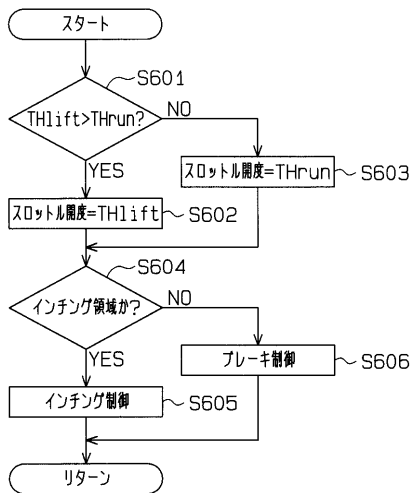 スタート
S601
THlift>THrun?
NO
YES
スロットル開度=THrun
S603
スロットル開度=THlift
S602
S604
インチング領域か?
NO
YES
ブレーキ制御
S606
インチング制御
S605
リターン